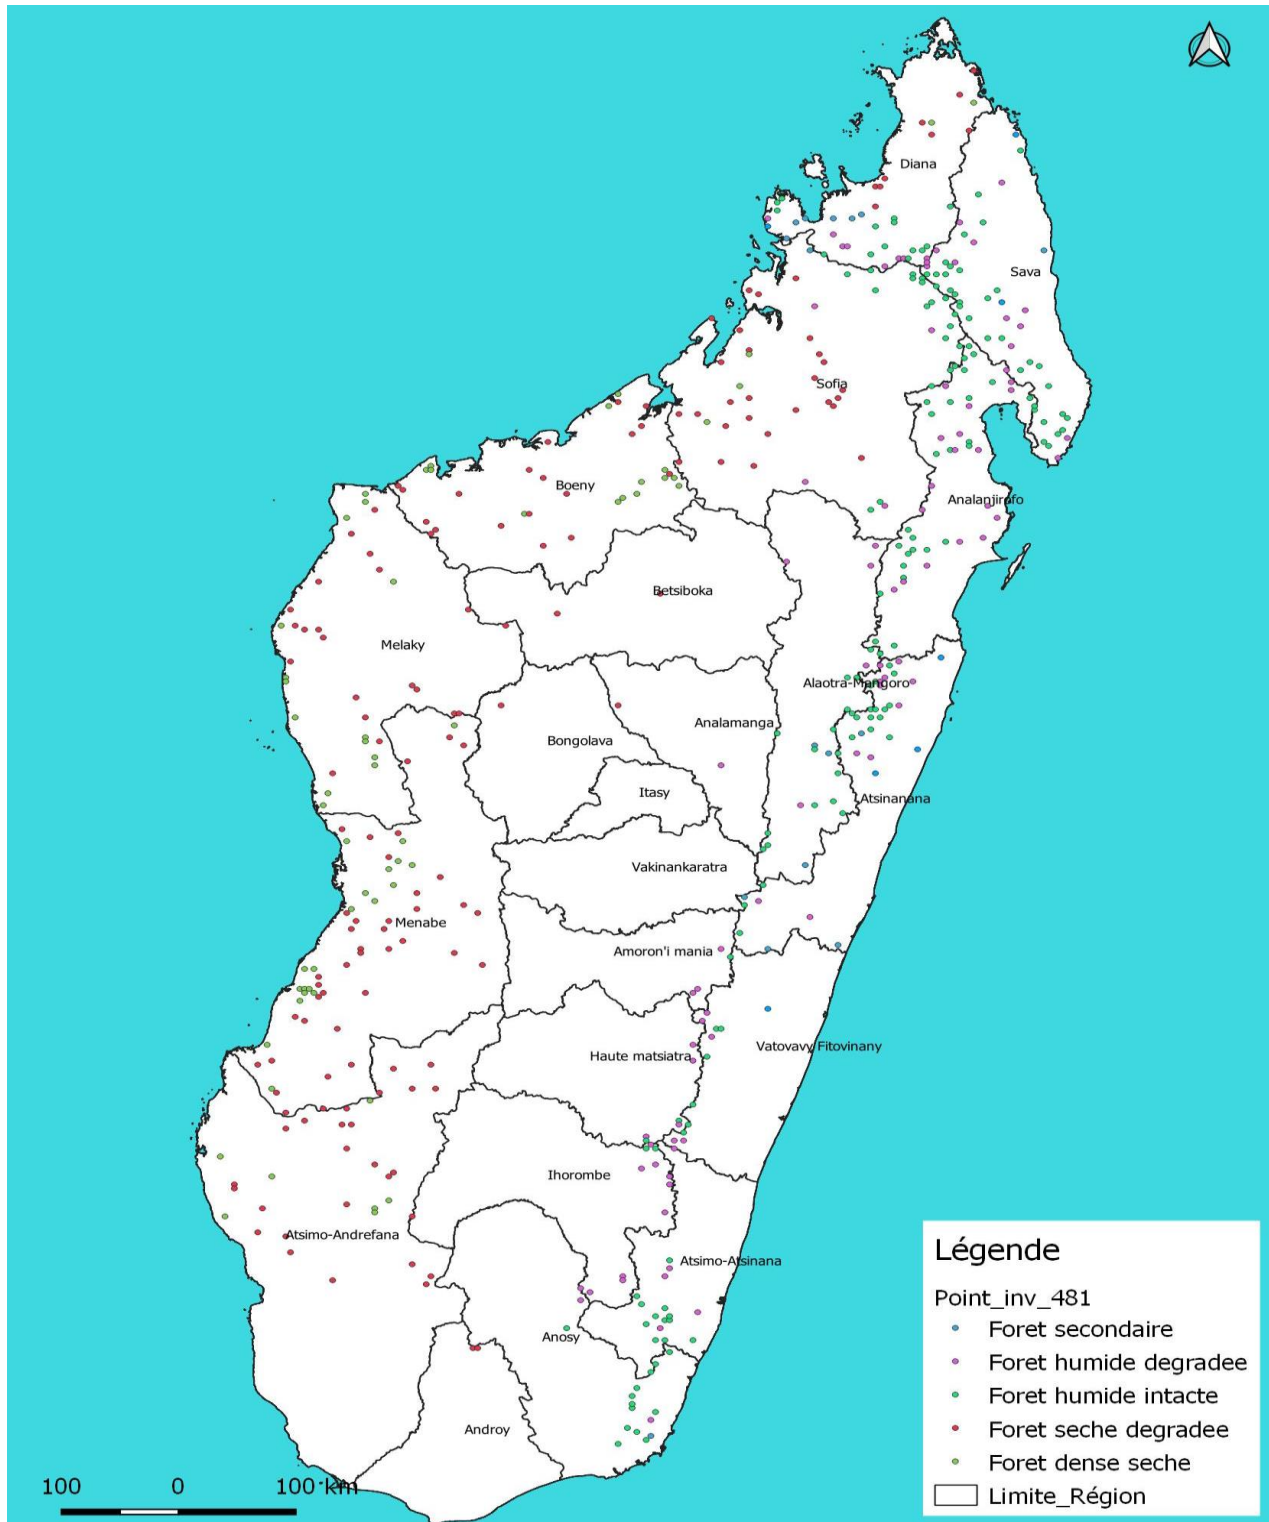 Diana
Sava
Sofia
Boeny
Analanjirofo
Betsiboka
Melaky
Alaotra-Mangoro
Analamanga
Bongolava
Itasy
Atsinanana
Vakinankaratra
Menabe
Amoron'i mania
Vatovavy Fitovinany
Haute matsiatra
Ihorombe
Atsimo-Andrefana
Atsimo-Atsinana
Anosy
Androy
100 0 100 km
Légende
Point_inv_481
Foret secondaire
Foret humide degradee
Foret humide intacte
Foret seche degradee
Foret dense seche
Limite_Région